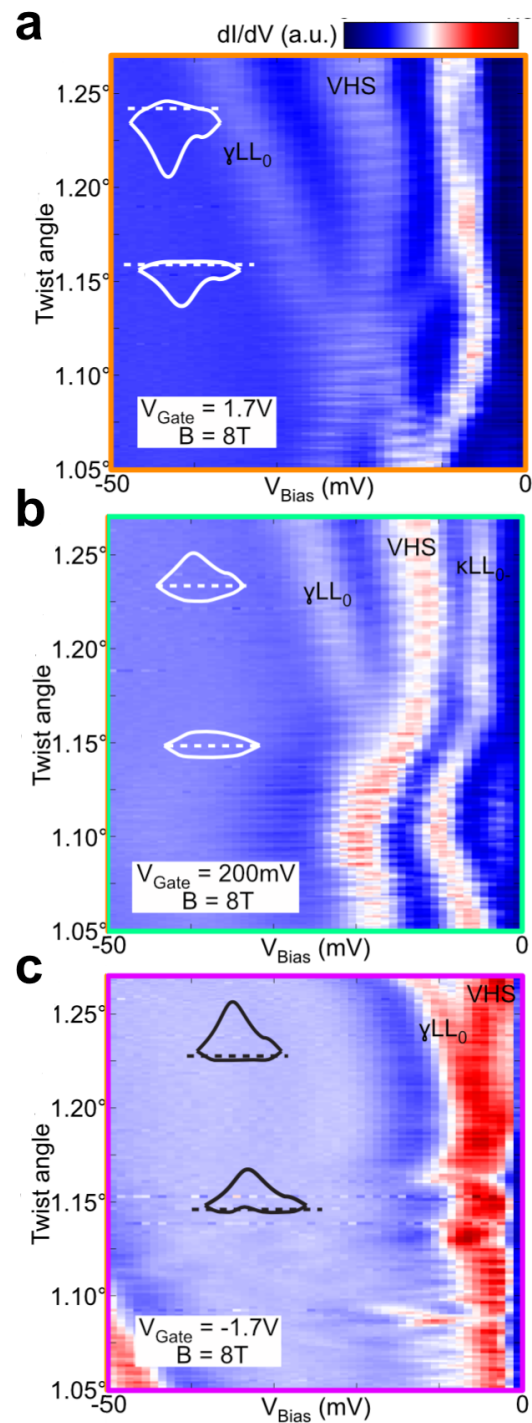 a
dI/dV (a.u.)
VHS
γLL0
1.25°
1.20°
1.15°
1.10°
1.05°
Twist angle
VGate = 1.7V
B = 8T
-50
VBias (mV)
0
b
VHS
κLL0-
γLL0
1.25°
1.20°
1.15°
1.10°
1.05°
Twist angle
VGate = 200mV
B = 8T
-50
VBias (mV)
0
c
VHS
γLL0
1.25°
1.20°
1.15°
1.10°
1.05°
Twist angle
VGate = -1.7V
B = 8T
-50
VBias (mV)
0